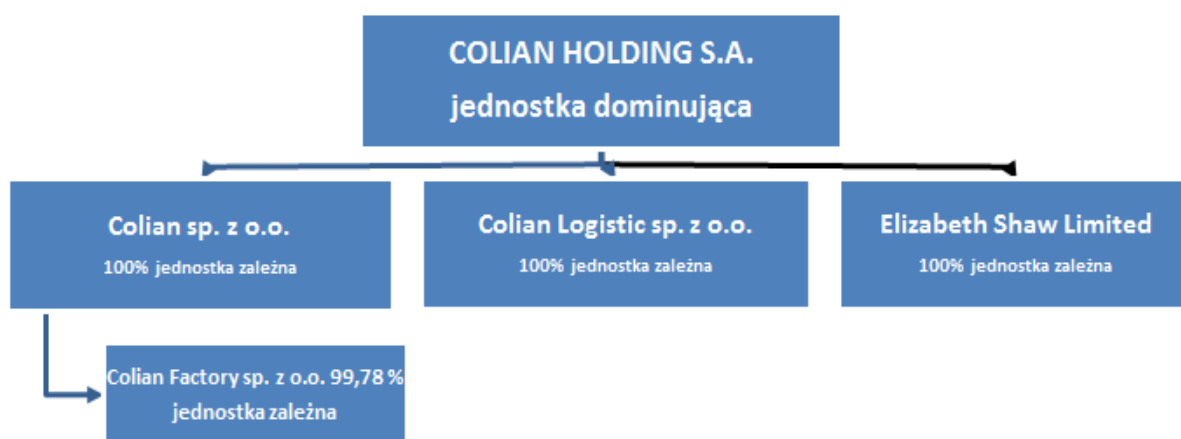 COLIAN HOLDING S.A.
jednostka dominująca
Colian sp. z o.o.
100% jednostka zależna
Colian Logistic sp. z o.o.
100% jednostka zależna
Elizabeth Shaw Limited
100% jednostka zależna
Colian Factory sp. z o.o. 99,78 %
jednostka zależna